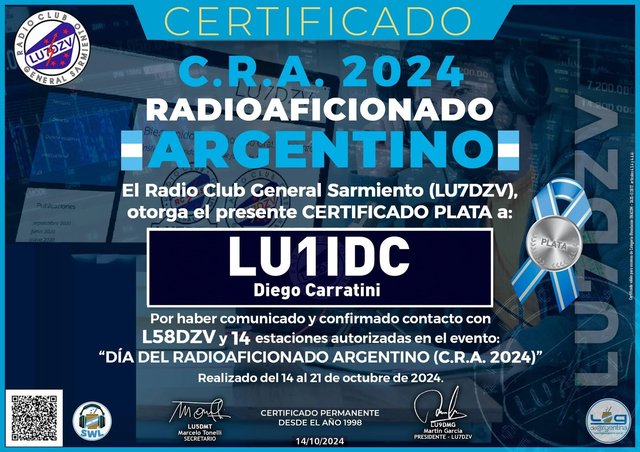 CERTIFICADO
RADIO CLUB
LU7DZV
GENERAL SARMIENTO
C.R.A. 2024
RADIOAFICIONADO
ARGENTINO
El Radio Club General Sarmiento (LU7DZV),
otorga el presente CERTIFICADO PLATA a:
LU1IDC
Diego Carratini
PLATA
LU7DZV
Por haber comunicado y confirmado contacto con
L58DZV y 14 estaciones autorizadas en el evento:
“DÍA DEL RADIOAFICIONADO ARGENTINO (C.R.A. 2024)”
Realizado del 14 al 21 de octubre de 2024.
SWL
LU5DMT
Marcelo Tonelli
SECRETARIO
CERTIFICADO PERMANENTE
DESDE EL AÑO 1998
14/10/2024
LU9DMG
Martin García
PRESIDENTE - LU7DZV